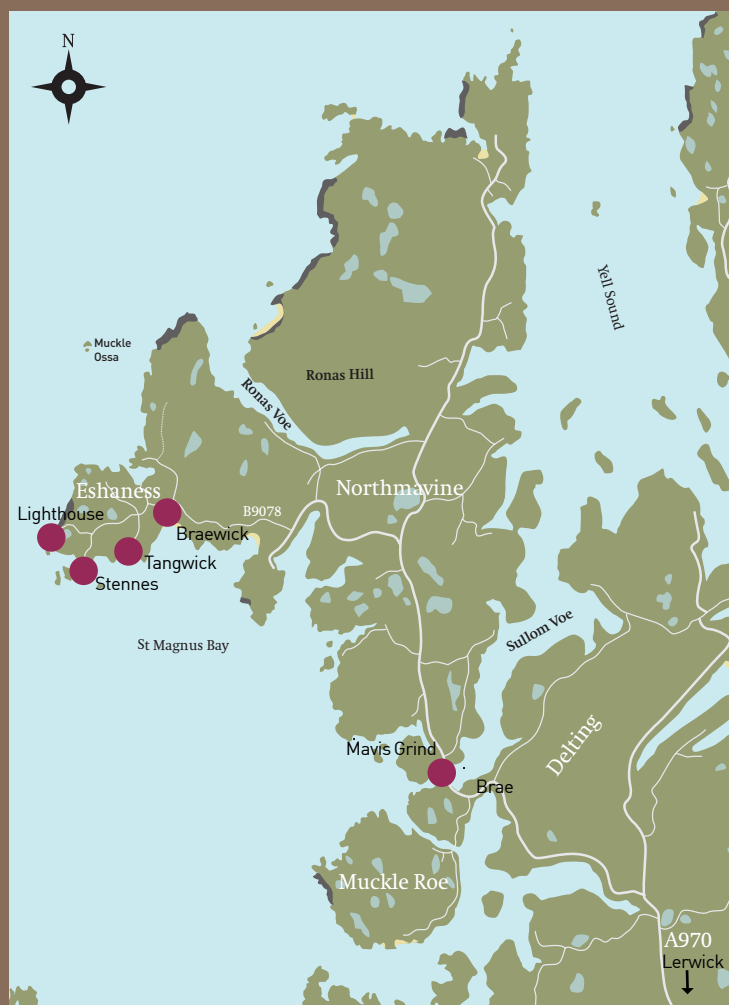 N
Yell Sound
Muckle
Ossa
Ronas Hill
Ronas Voe
Eshaness
Northmavine
Lighthouse
B9078
Braewick
Tangwick
Stennes
Sullom Voe
St Magnus Bay
Delting
Mavis Grind
Brae
Muckle Roe
A970
Lerwick